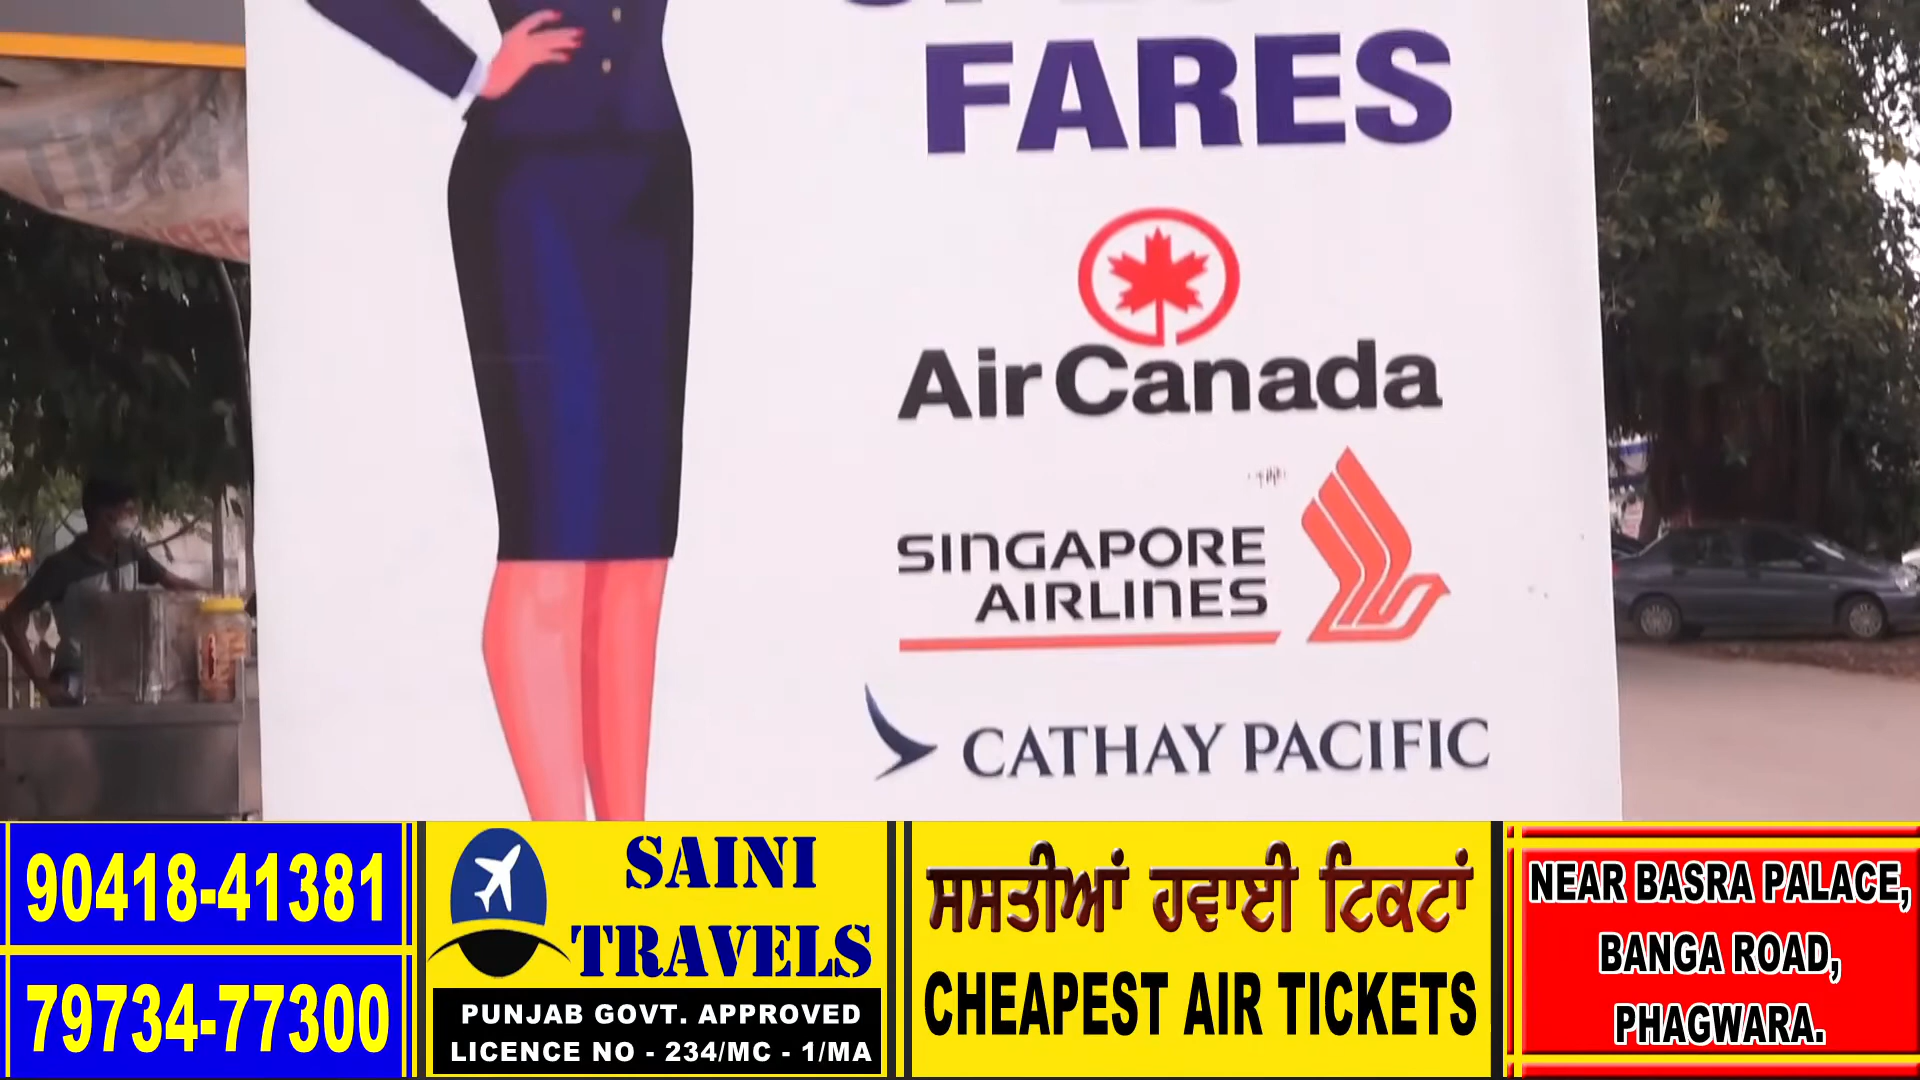 FARES
Air Canada
SINGAPORE
AIRLINES
CATHAY PACIFIC
90418-41381
79734-77300
SAINI
TRAVELS
PUNJAB GOVT. APPROVED
LICENCE NO - 234/MC - 1/MA
ਸਸਤੀਆਂ ਹਵਾਈ ਟਿਕਟਾਂ
CHEAPEST AIR TICKETS
NEAR BASRA PALACE,
BANGA ROAD,
PHAGWARA.